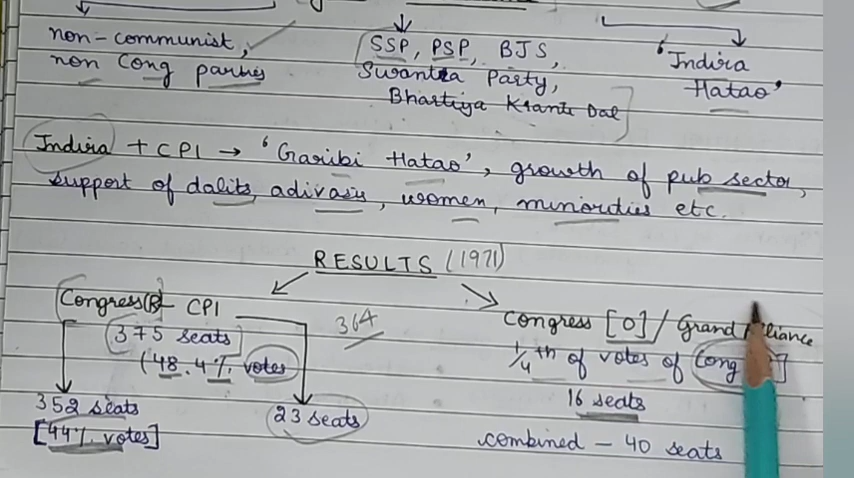 non-communist,
non Cong parties
SSP, PSP, BJS,
Swantra Party,
Bhartiya Kranti Dal
'Indira
Hatao'
Indira + CPI → 'Garibi Hatao', growth of pub sector,
support of dalits, adivasis, women, minorities etc.
RESULTS (1971)
Congress(R)- CPI
375 seats
(48.4% votes
364
352 seats
[44% votes]
23 seats
Congress [O] / Grand
1/4th of votes of Cong
16 seats
combined - 40 seats